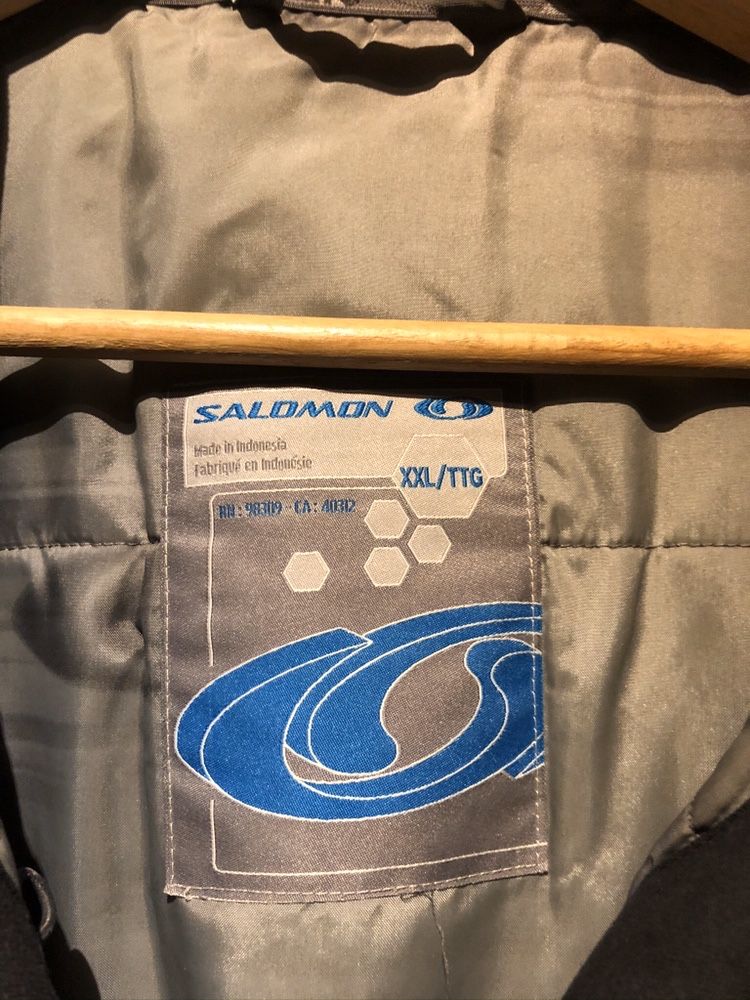 SALOMON
Made in Indonesia
Fabriqué en Indonésie
XXL/TTG
RN : 98309 - CA : 40312